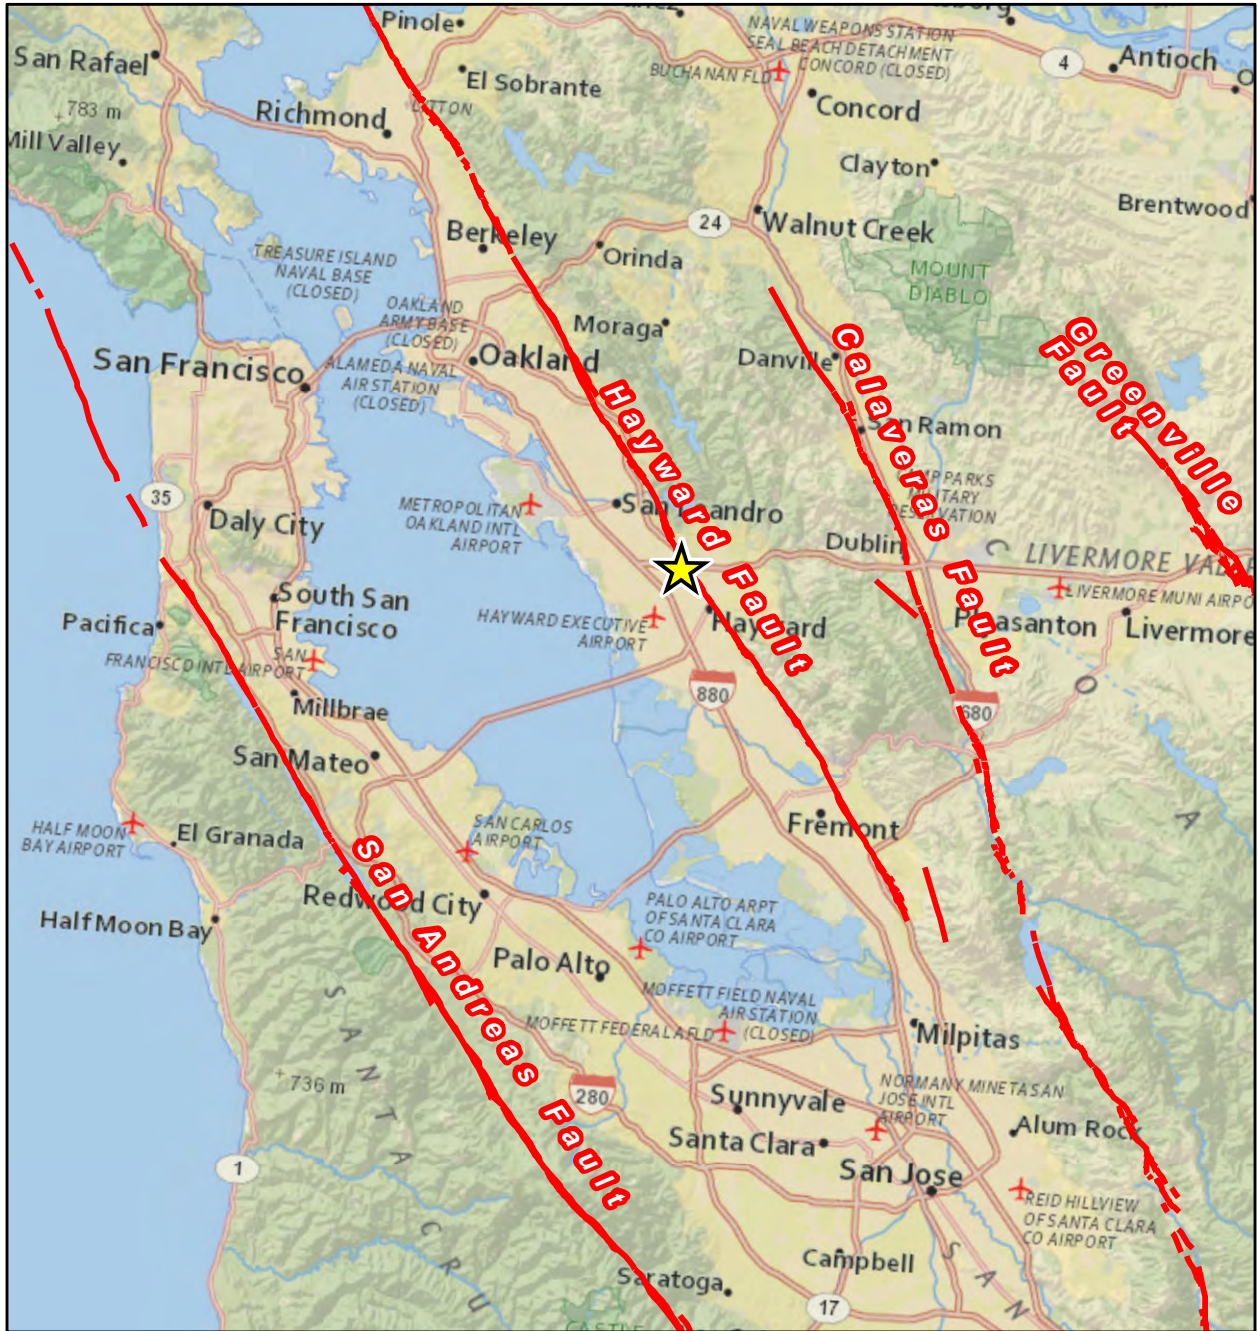 Pinole
NAVAL WEAPONS STATION
SEAL BEACH DETACHMENT
CONCORD (CLOSED)
San Rafael
4
Antioch
BUCHANAN FLD
El Sobrante
783 m
Richmond
Concord
Mill Valley
Clayton
Brentwood
24
Walnut Creek
Berkeley
Orinda
TREASURE ISLAND
NAVAL BASE
(CLOSED)
MOUNT
DIABLO
OAKLAND
ARMY BASE
(CLOSED)
Moraga
San Francisco
Oakland
Danville
ALAMEDA NAVAL
AIR STATION
(CLOSED)
Greenville
Fault
Hayward Fault
Calaveras Fault
San Ramon
35
Daly City
METROPOLITAN
OAKLAND INTL
AIRPORT
San Leandro
Dublin
LIVERMORE
LIVERMORE MUNI
South San
Francisco
Pacifica
HAYWARD EXECUTIVE
AIRPORT
Hayward
Pleasanton
Livermore
SAN
FRANCISCO INTL AIRPORT
880
680
Millbrae
San Mateo
HALF MOON
BAY AIRPORT
El Granada
SAN CARLOS
AIRPORT
Fremont
San Andreas Fault
Redwood City
PALO ALTO ARPT
OF SANTA CLARA
CO AIRPORT
Half Moon Bay
Palo Alto
MOFFETT FIELD NAVAL
AIR STATION
(CLOSED)
MOFFETT FEDERAL AFLD
Milpitas
736 m
280
Sunnyvale
NORMAN Y MINETA SAN
JOSE INTL
AIRPORT
Santa Clara
Alum Rock
1
San Jose
REID HILLVIEW
OF SANTA CLARA
CO AIRPORT
SANTA CRU
Campbell
Saratoga
SAN
17